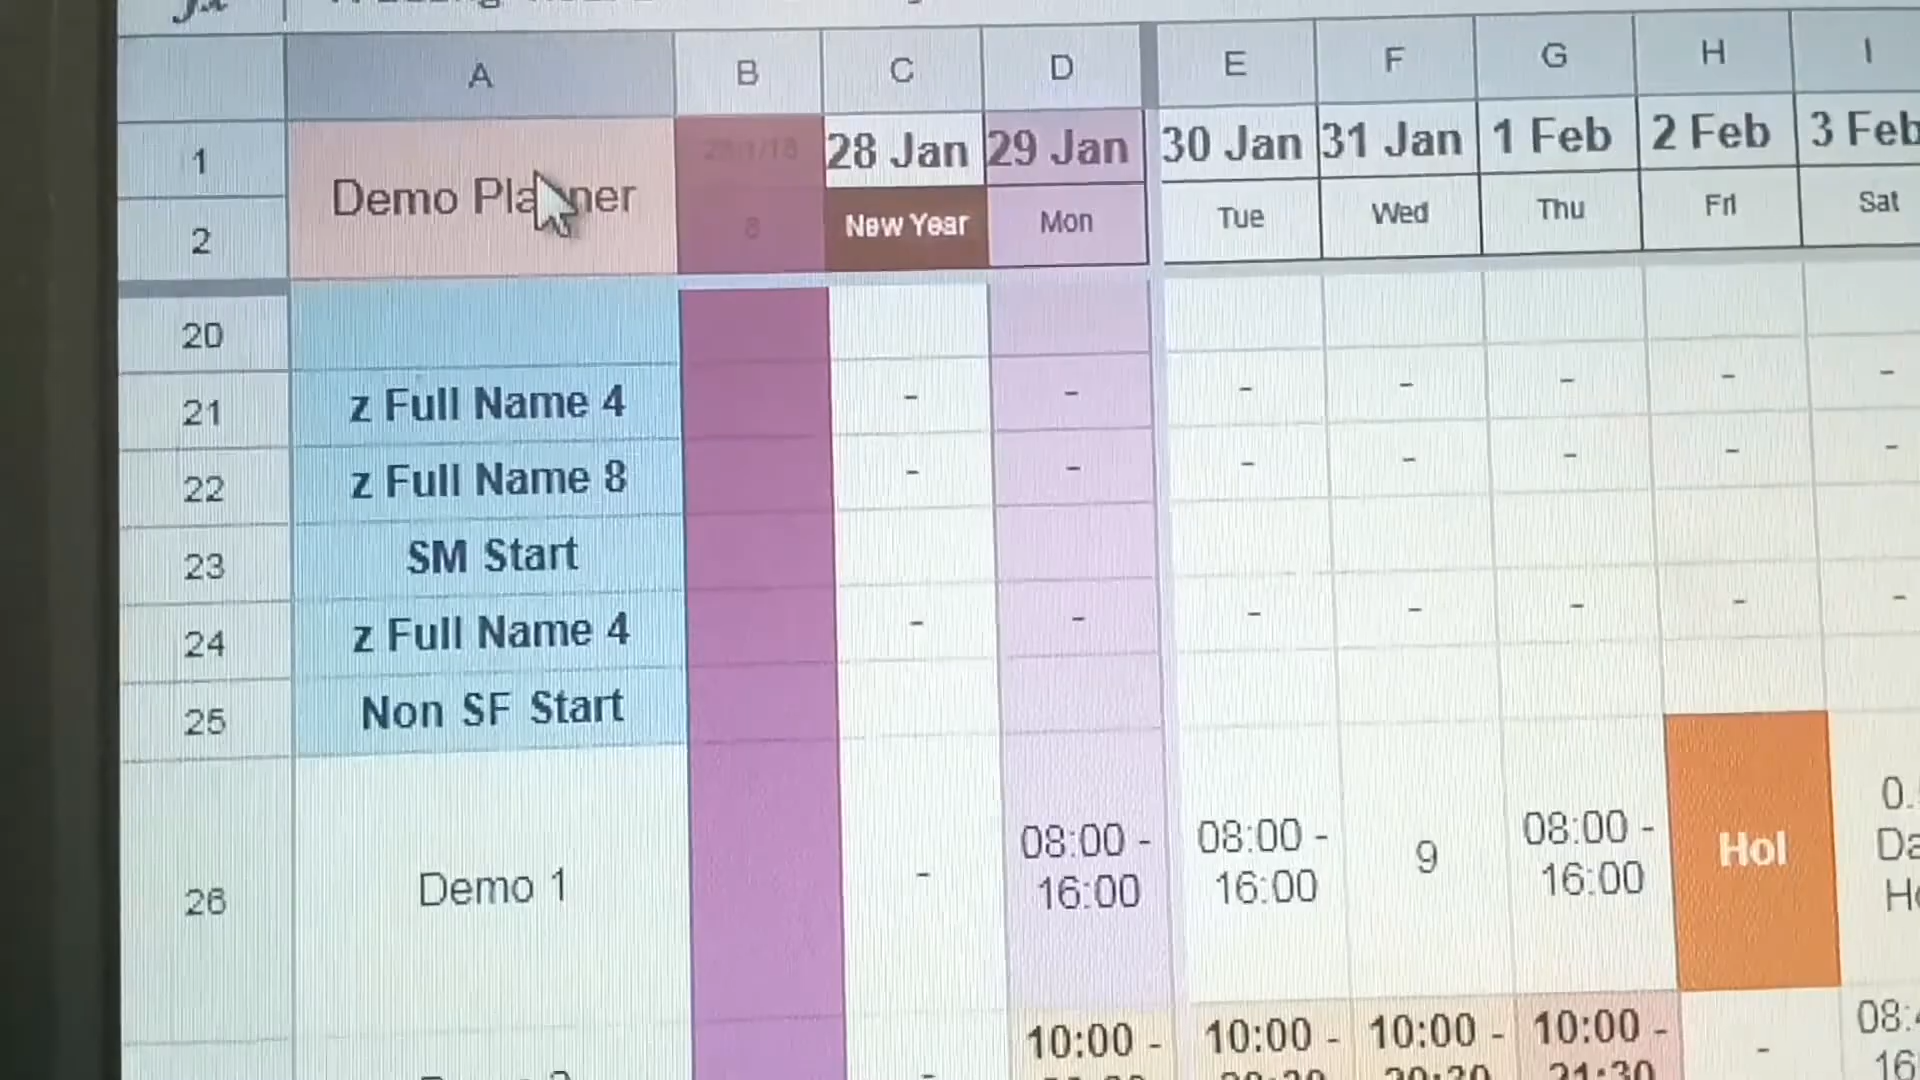 A B C D E F G H I
1 Demo Planner 28 Jan 29 Jan 30 Jan 31 Jan 1 Feb 2 Feb 3 Feb
2 8 New Year Mon Tue Wed Thu Fri Sat
20
21 z Full Name 4 - - - - - - -
22 z Full Name 8 - - - - - - -
23 SM Start
24 z Full Name 4 - - - - - - -
25 Non SF Start
26 Demo 1 - 08:00 - 16:00 08:00 - 16:00 9 08:00 - 16:00 Hol
10:00 - 10:00 - 10:00 - 10:00 - -
21:30